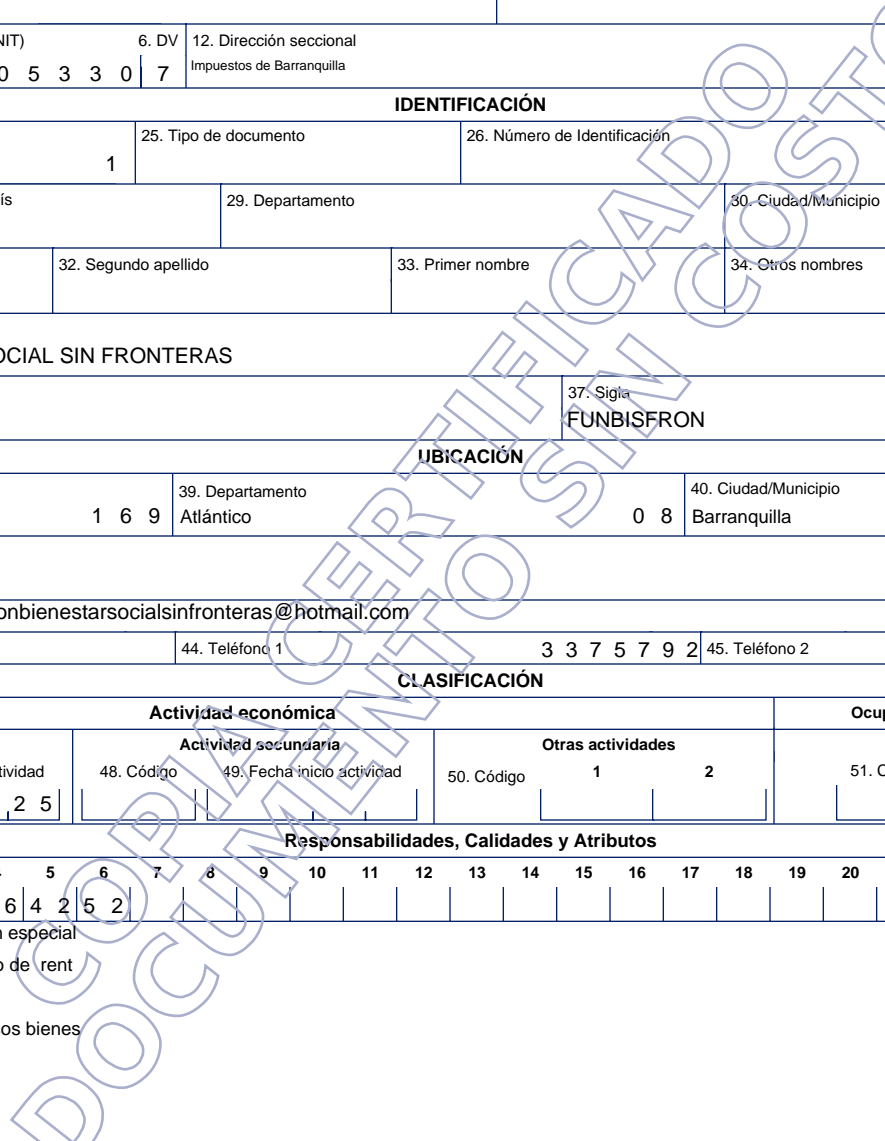 NIT) 6. DV 12. Dirección seccional
0 5 3 3 0 7 Impuestos de Barranquilla
IDENTIFICACIÓN
25. Tipo de documento 26. Número de Identificación
1
ís 29. Departamento 30. Ciudad/Municipio
32. Segundo apellido 33. Primer nombre 34. Otros nombres
OCIAL SIN FRONTERAS
37. Sigla
FUNBISFRON
UBICACIÓN
39. Departamento 40. Ciudad/Municipio
1 6 9 Atlántico 0 8 Barranquilla
onbienestarsocialsinfronteras@hotmail.com
44. Teléfono 1 3 3 7 5 7 9 2 45. Teléfono 2
CLASIFICACIÓN
Actividad económica Ocup
Actividad secundaria Otras actividades
tividad 48. Código 49. Fecha inicio actividad 50. Código 1 2 51. C
2 5
Responsabilidades, Calidades y Atributos
5 6 7 8 9 10 11 12 13 14 15 16 17 18 19 20
6 4 2 5 2
n especial
o de rent
os bienes
COPIA CERTIFICADO
DOCUMENTO SIN COSTO